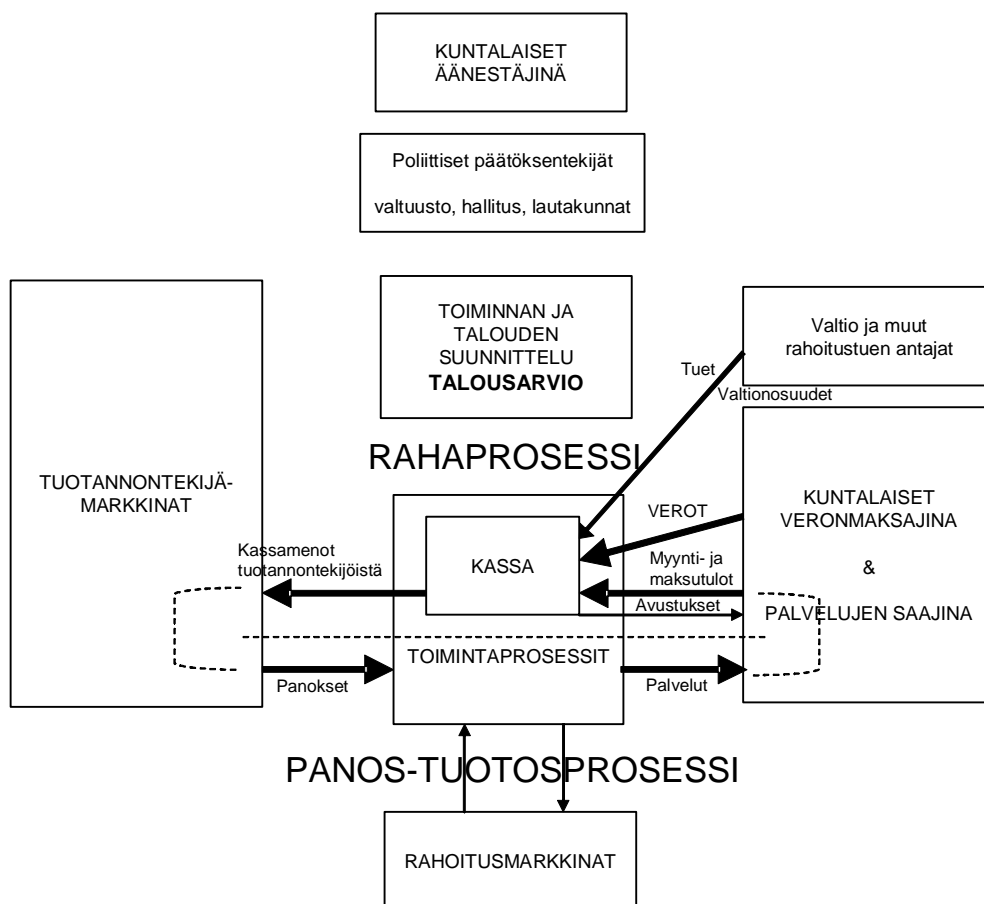 KUNTALAISET
ÄÄNESTÄJINÄ
Poliittiset päätöksentekijät
valtuusto, hallitus, lautakunnat
TOIMINNAN JA
TALOUDEN
SUUNNITTELU
TALOUSARVIO
Valtio ja muut
rahoitustuen antajat
Tuet
Valtionosuudet
RAHAPROSESSI
TUOTANNONTEKIJÄ-
MARKKINAT
KUNTALAISET
VERONMAKSAJINA
&
PALVELUJEN SAAJINA
VEROT
Kassamenot
tuotannontekijöistä
KASSA
Myynti- ja
maksutulot
Avustukset
TOIMINTAPROSESSIT
Panokset
Palvelut
PANOS-TUOTOSPROSESSI
RAHOITUSMARKKINAT